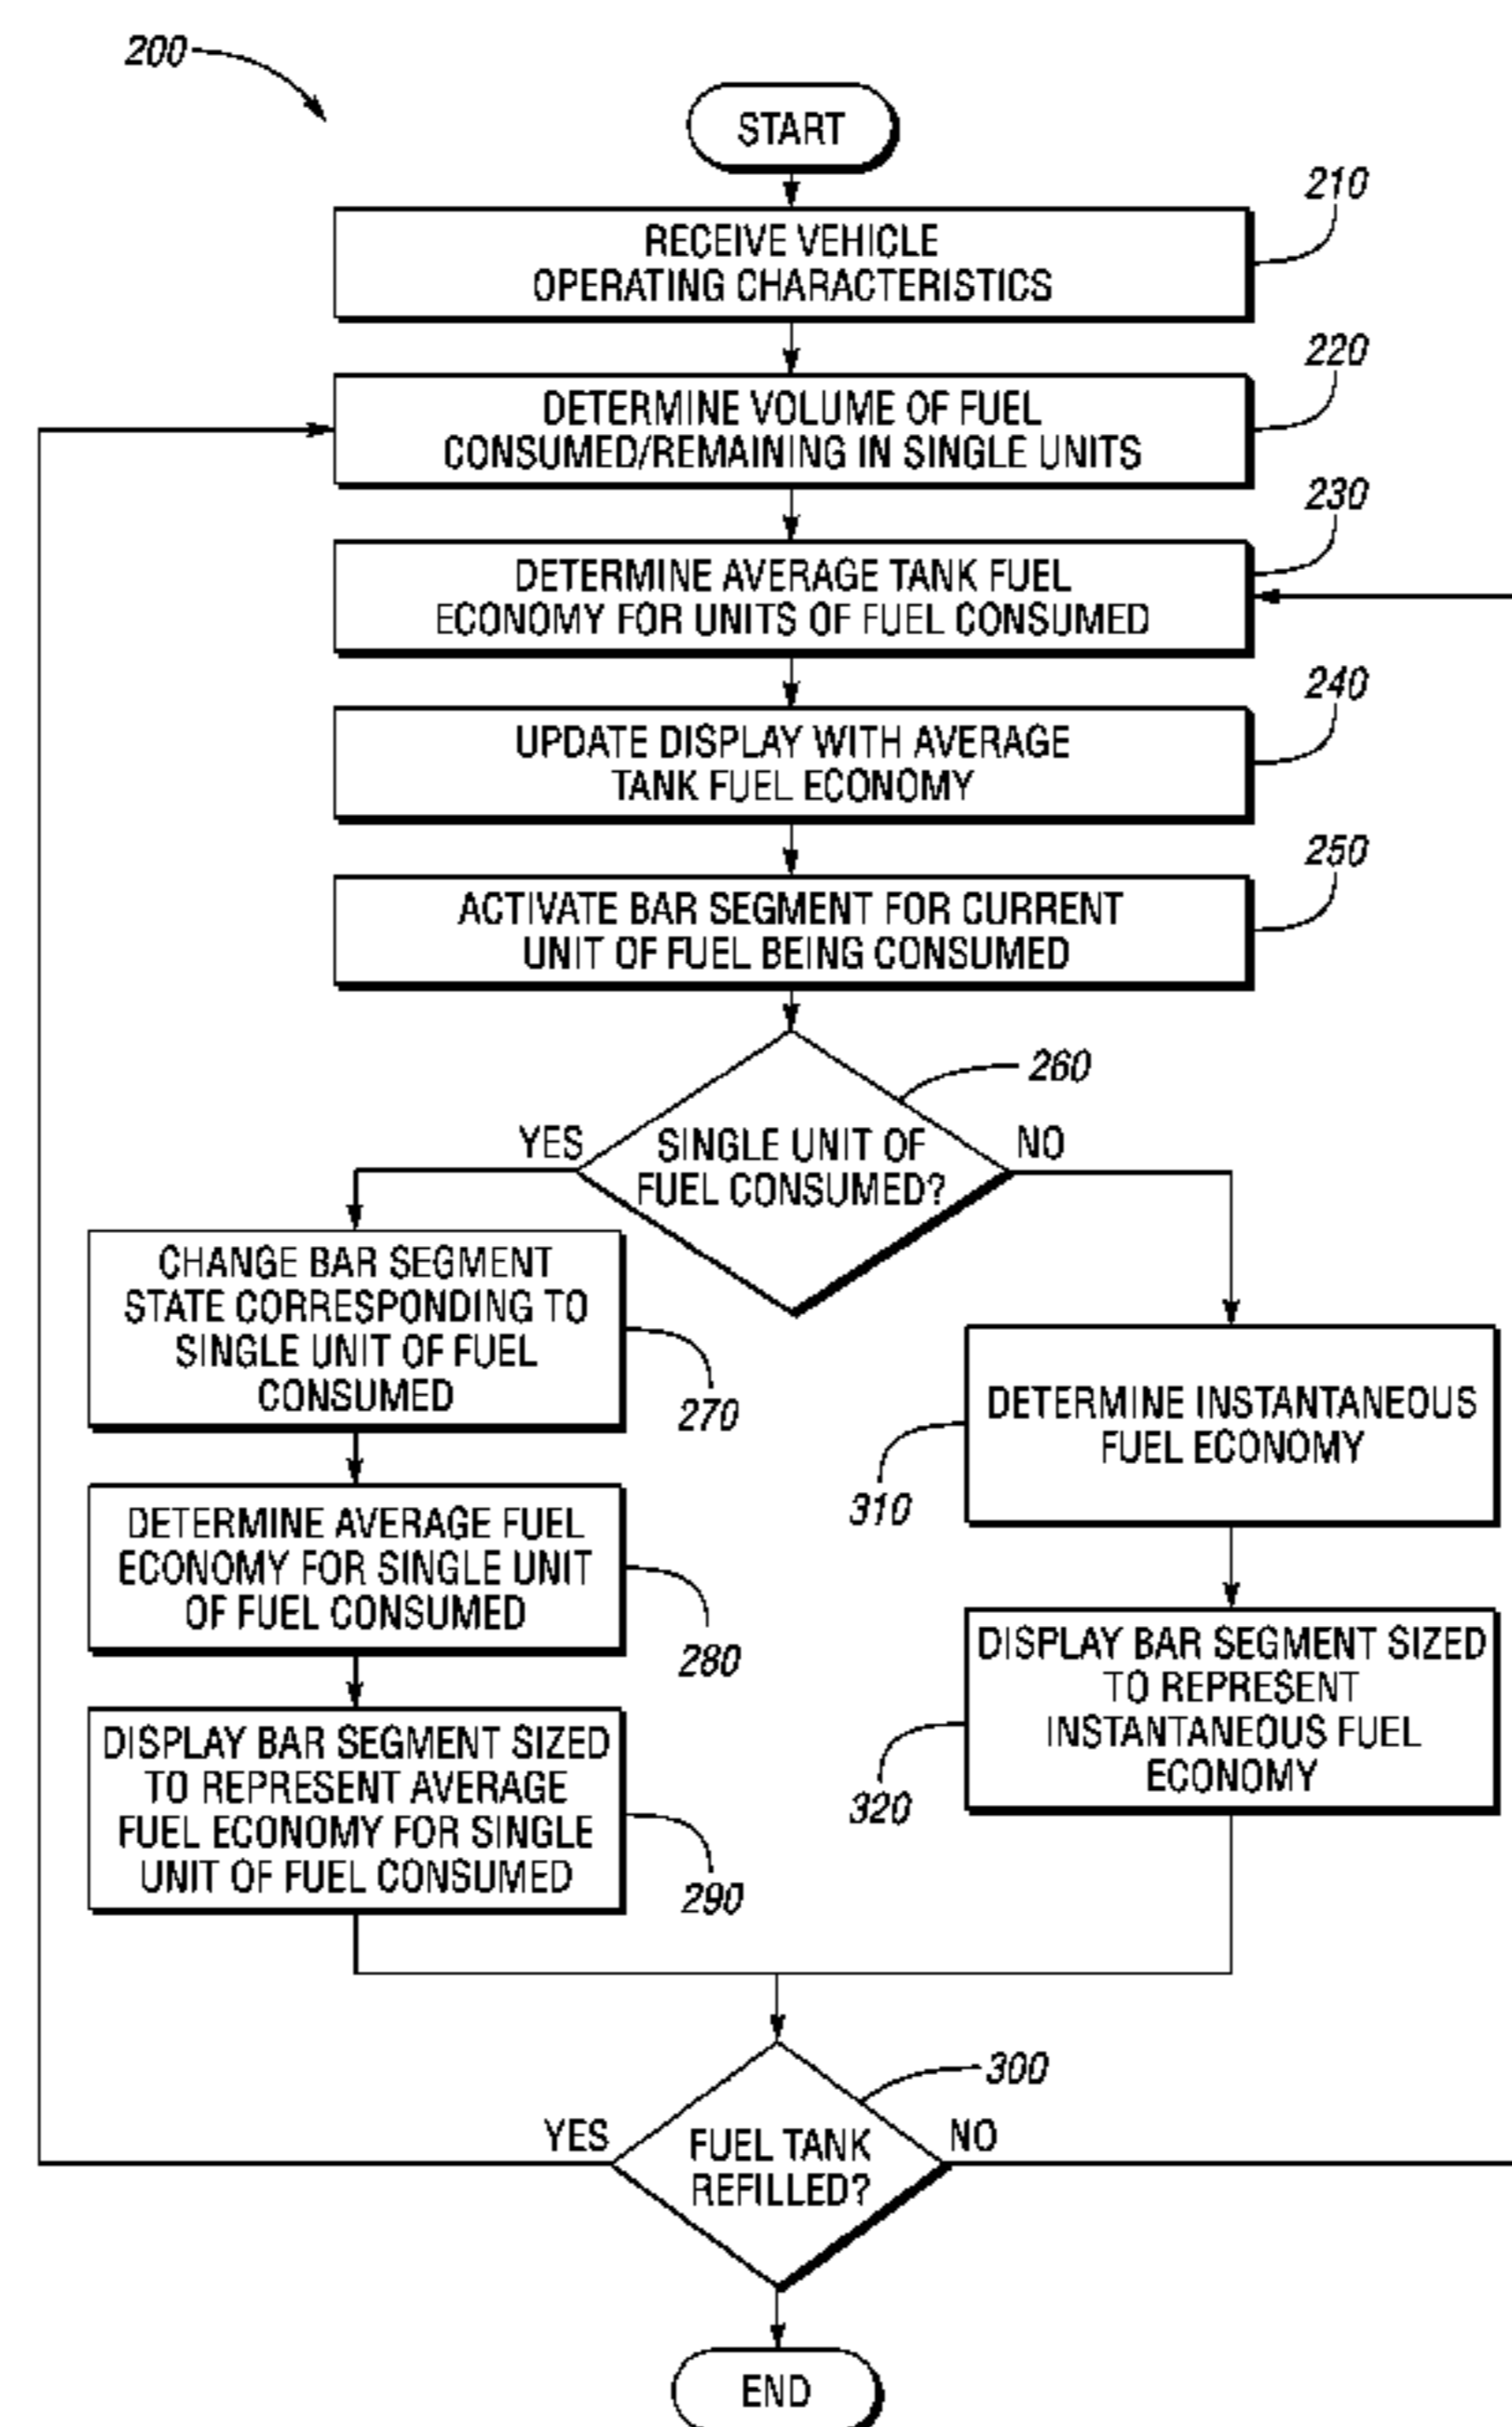 200
START
210
RECEIVE VEHICLE
OPERATING CHARACTERISTICS
220
DETERMINE VOLUME OF FUEL
CONSUMED/REMAINING IN SINGLE UNITS
230
DETERMINE AVERAGE TANK FUEL
ECONOMY FOR UNITS OF FUEL CONSUMED
240
UPDATE DISPLAY WITH AVERAGE
TANK FUEL ECONOMY
250
ACTIVATE BAR SEGMENT FOR CURRENT
UNIT OF FUEL BEING CONSUMED
260
YES
SINGLE UNIT OF
FUEL CONSUMED?
NO
CHANGE BAR SEGMENT
STATE CORRESPONDING TO
SINGLE UNIT OF FUEL
CONSUMED
270
DETERMINE INSTANTANEOUS
FUEL ECONOMY
310
DETERMINE AVERAGE FUEL
ECONOMY FOR SINGLE UNIT
OF FUEL CONSUMED
280
DISPLAY BAR SEGMENT SIZED
TO REPRESENT
INSTANTANEOUS FUEL
ECONOMY
320
DISPLAY BAR SEGMENT SIZED
TO REPRESENT AVERAGE
FUEL ECONOMY FOR SINGLE
UNIT OF FUEL CONSUMED
290
300
YES
FUEL TANK
REFILLED?
NO
END